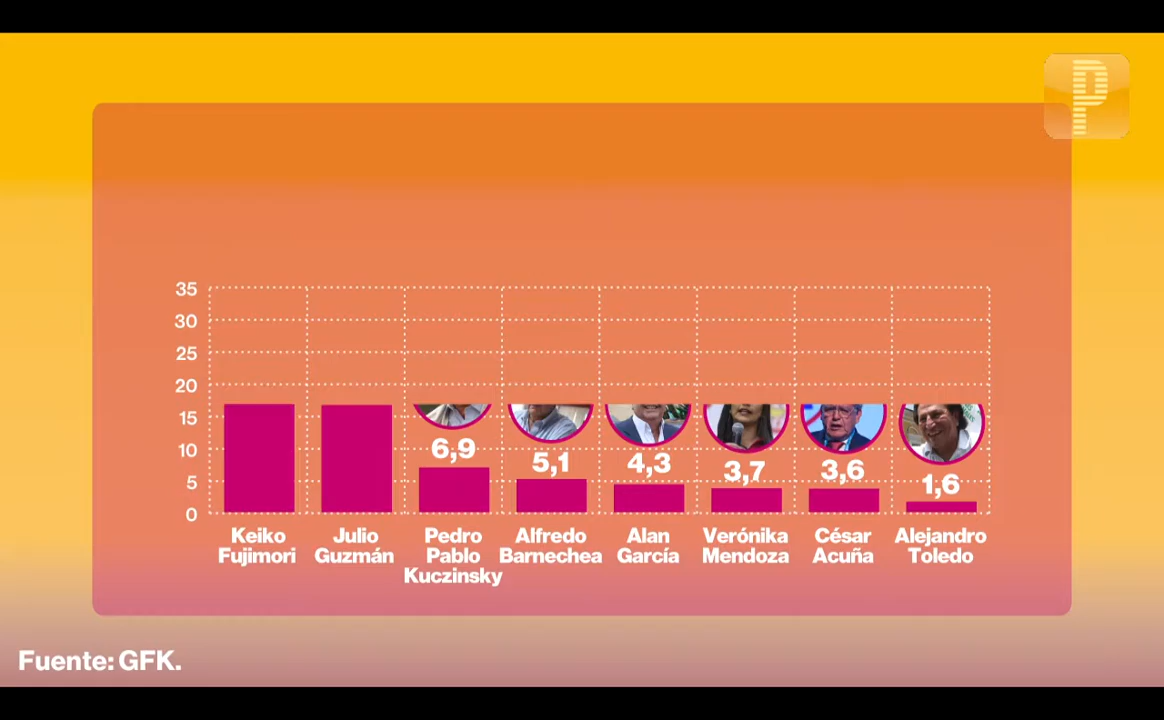 P
35
30
25
20
15
10
5
0
6,9
5,1
4,3
3,7
3,6
1,6
Keiko
Fujimori
Julio
Guzmán
Pedro
Pablo
Kuczinsky
Alfredo
Barnechea
Alan
García
Verónika
Mendoza
César
Acuña
Alejandro
Toledo
Fuente: GFK.